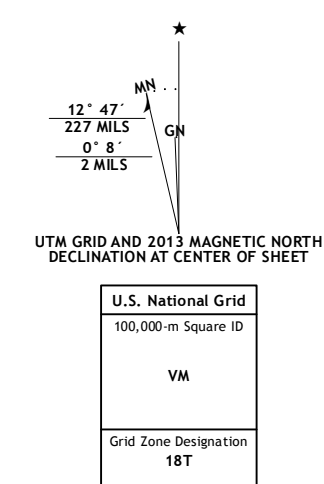 ★
MN
12° 47´
227 MILS
GN
0° 8´
2 MILS
UTM GRID AND 2013 MAGNETIC NORTH
DECLINATION AT CENTER OF SHEET
U.S. National Grid
100,000-m Square ID
VM
Grid Zone Designation
18T